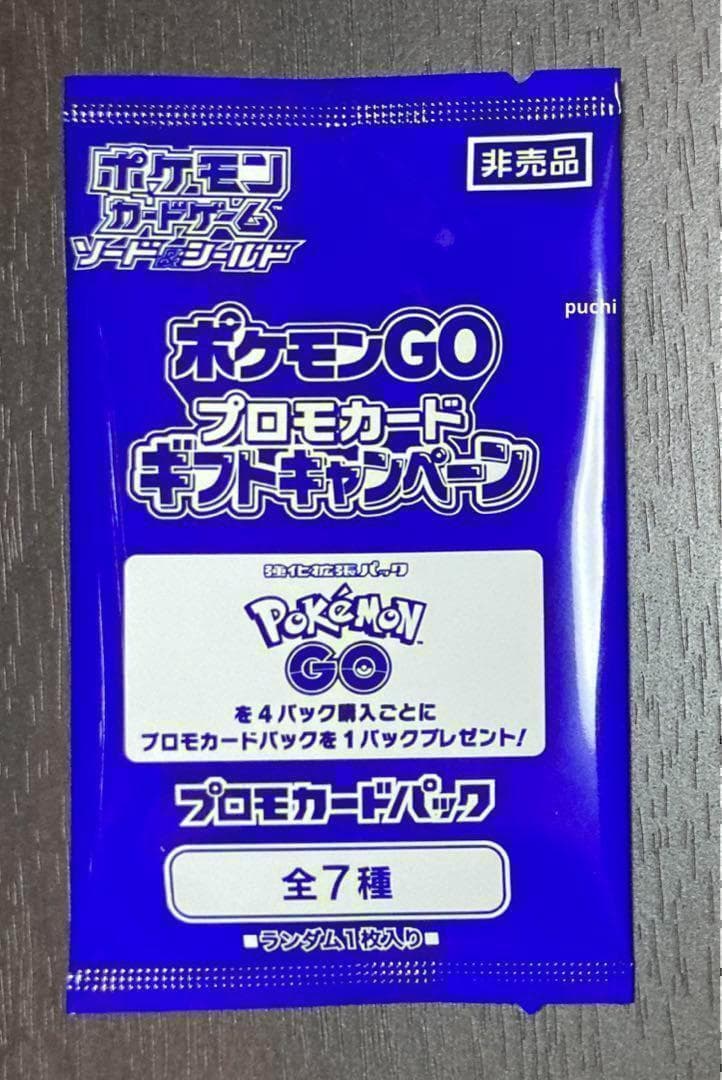 ポケモン
カードゲーム
ソード&シールド
非売品
puchi
ポケモンGO
プロモカード
ギフトキャンペーン
強化拡張パック
POKéMON
GO
を4パック購入ごとに
プロモカードパックを1パックプレゼント!
プロモカードパック
全7種
■ランダム1枚入り■